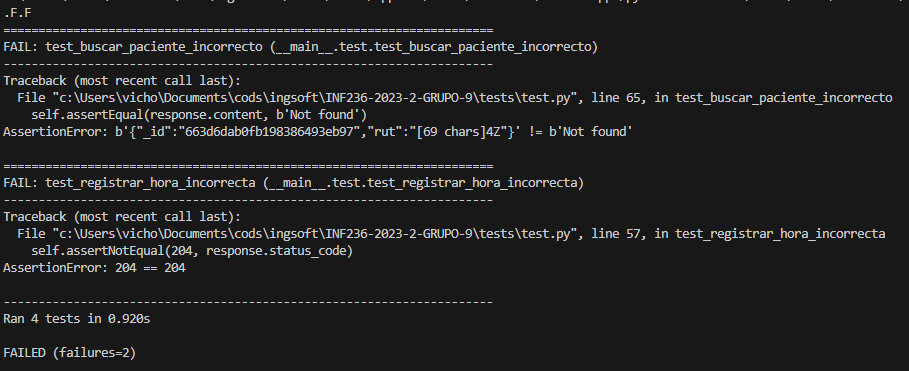 .F.F
======================================================================
FAIL: test_buscar_paciente_incorrecto (__main__.test.test_buscar_paciente_incorrecto)
----------------------------------------------------------------------
Traceback (most recent call last):
  File "c:\Users\vicho\Documents\cods\ingsoft\INF236-2023-2-GRUPO-9\tests\test.py", line 65, in test_buscar_paciente_incorrecto
    self.assertEqual(response.content, b'Not found')
AssertionError: b'{"_id":"663d6dab0fb198386493eb97","rut":"[69 chars]4Z"}' != b'Not found'

======================================================================
FAIL: test_registrar_hora_incorrecta (__main__.test.test_registrar_hora_incorrecta)
----------------------------------------------------------------------
Traceback (most recent call last):
  File "c:\Users\vicho\Documents\cods\ingsoft\INF236-2023-2-GRUPO-9\tests\test.py", line 57, in test_registrar_hora_incorrecta
    self.assertNotEqual(204, response.status_code)
AssertionError: 204 == 204

----------------------------------------------------------------------
Ran 4 tests in 0.920s

FAILED (failures=2)